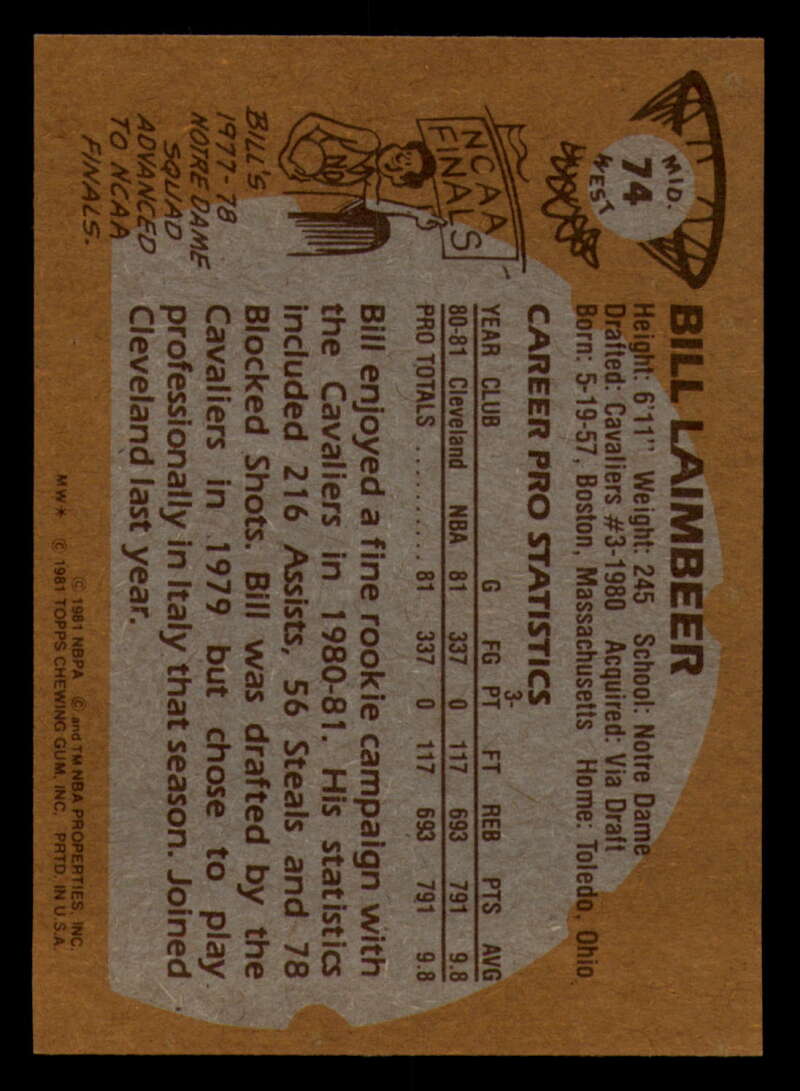 MID.
74
WEST
BILL LAIMBEER
Height: 6'11" Weight: 245 School: Notre Dame
Drafted: Cavaliers #3-1980 Acquired: Via Draft
Born: 5-19-57, Boston, Massachusetts Home: Toledo, Ohio
CAREER PRO STATISTICS
YEAR CLUB G FG 3-PT FT REB PTS AVG
80-81 Cleveland NBA 81 337 0 117 693 791 9.8
PRO TOTALS .......... 81 337 0 117 693 791 9.8
NCAA
FINALS
ND
BILL'S
1977-78
NOTRE DAME
SQUAD
ADVANCED
TO NCAA
FINALS.
Bill enjoyed a fine rookie campaign with
the Cavaliers in 1980-81. His statistics
included 216 Assists, 56 Steals and 78
Blocked Shots. Bill was drafted by the
Cavaliers in 1979 but chose to play
professionally in Italy that season. Joined
Cleveland last year.
© 1981 NBPA © and TM NBA PROPERTIES, INC.
MW* © 1981 TOPPS CHEWING GUM, INC. PRTD. IN U.S.A.